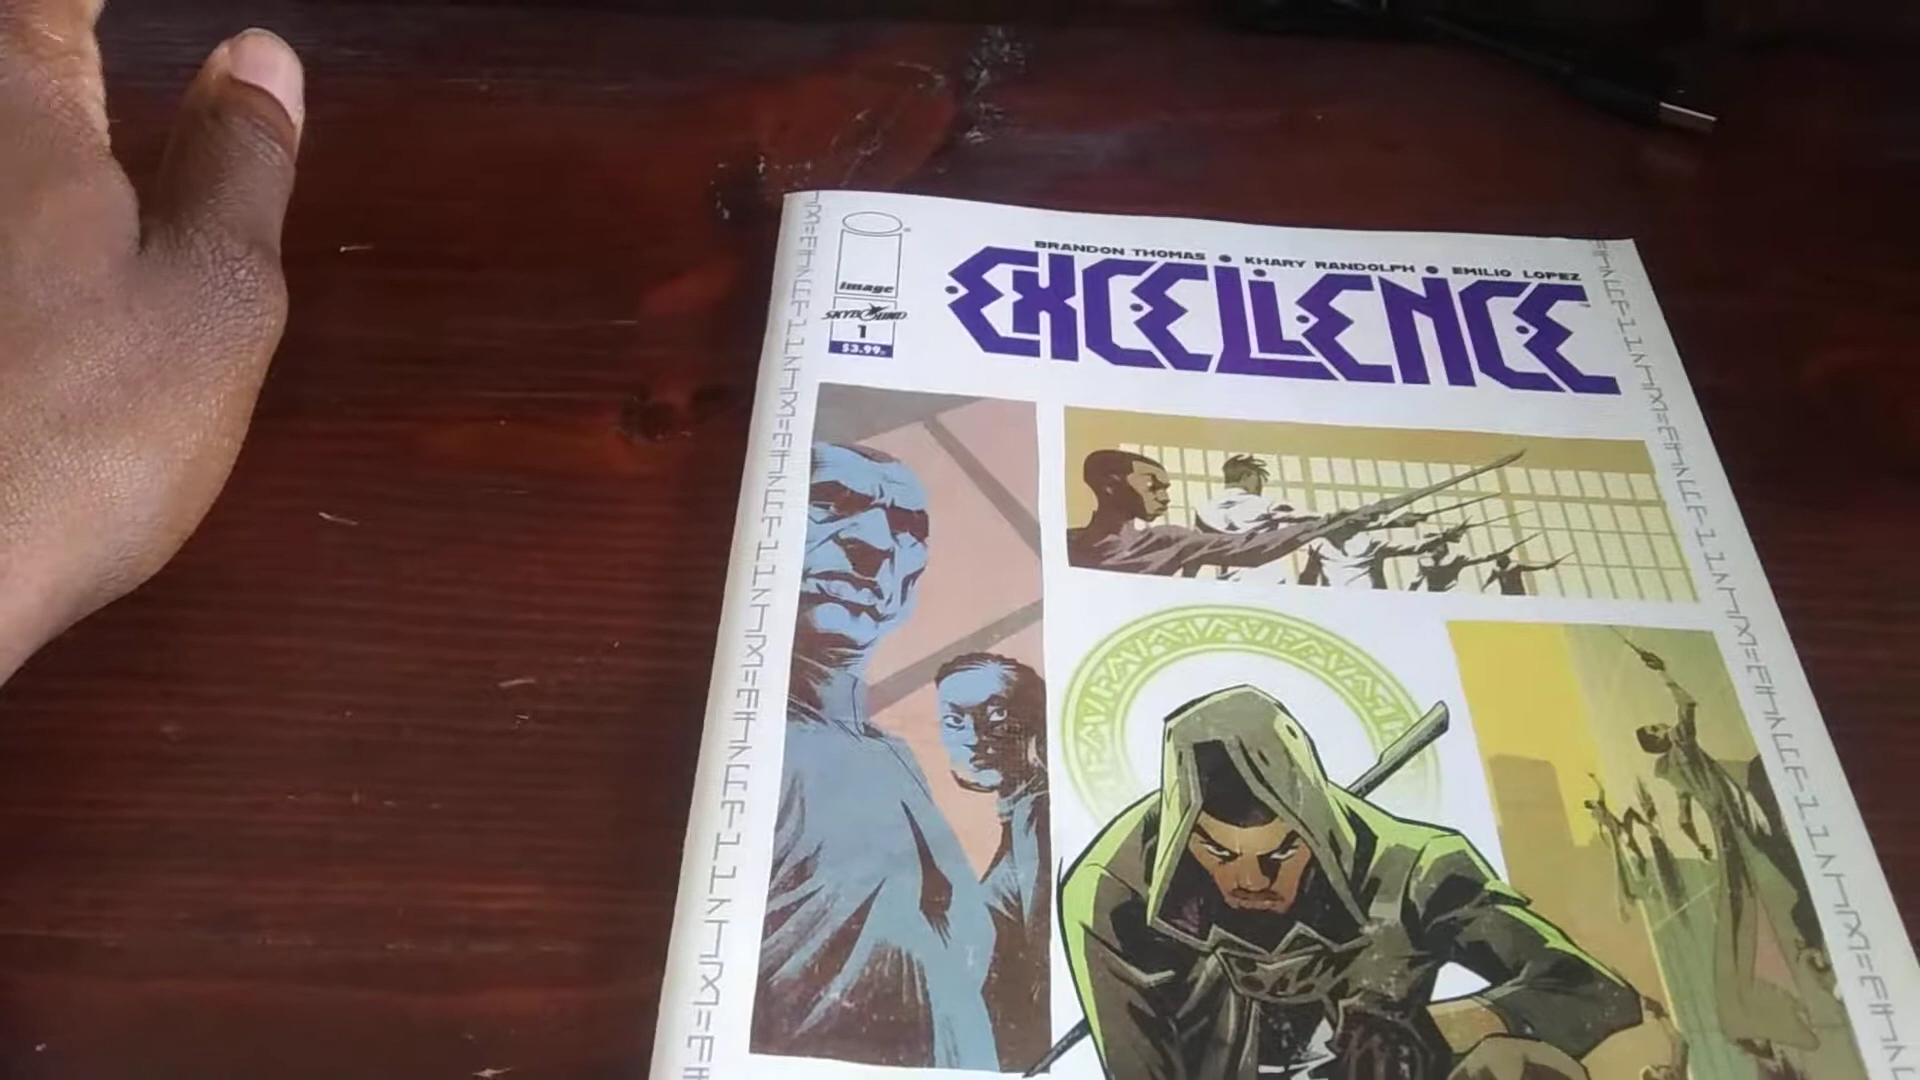 BRANDON THOMAS • KHARY RANDOLPH • EMILIO LOPEZ
EXCELLENCE
image
SKYBOUND
1
$3.99